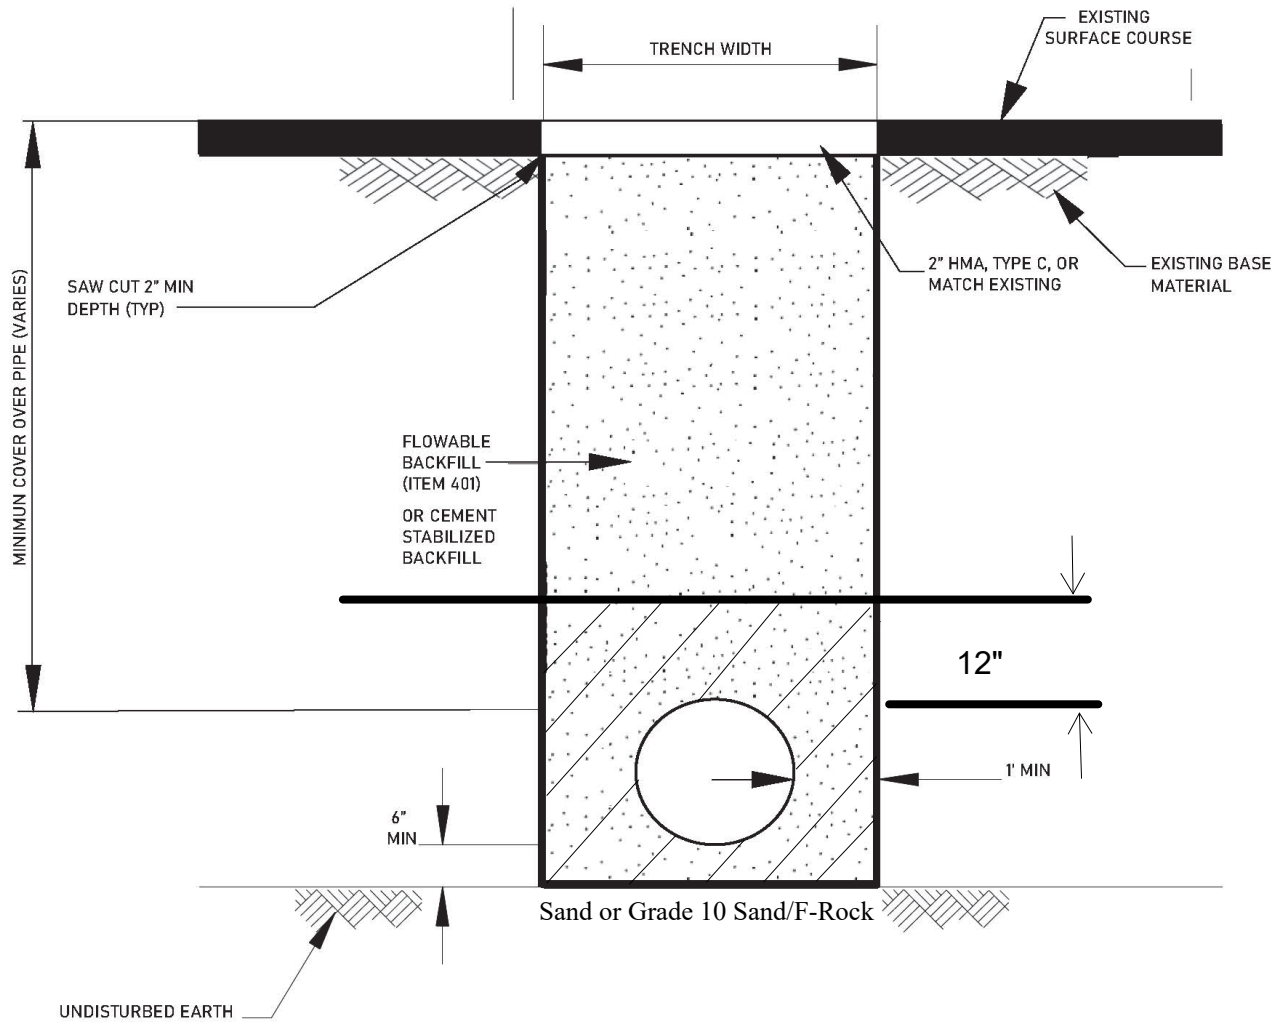 EXISTING
SURFACE COURSE
TRENCH WIDTH
MINIMUN COVER OVER PIPE (VARIES)
SAW CUT 2" MIN
DEPTH (TYP)
2" HMA, TYPE C, OR
MATCH EXISTING
EXISTING BASE
MATERIAL
FLOWABLE
BACKFILL
(ITEM 401)
OR CEMENT
STABILIZED
BACKFILL
12"
1' MIN
6"
MIN
Sand or Grade 10 Sand/F-Rock
UNDISTURBED EARTH